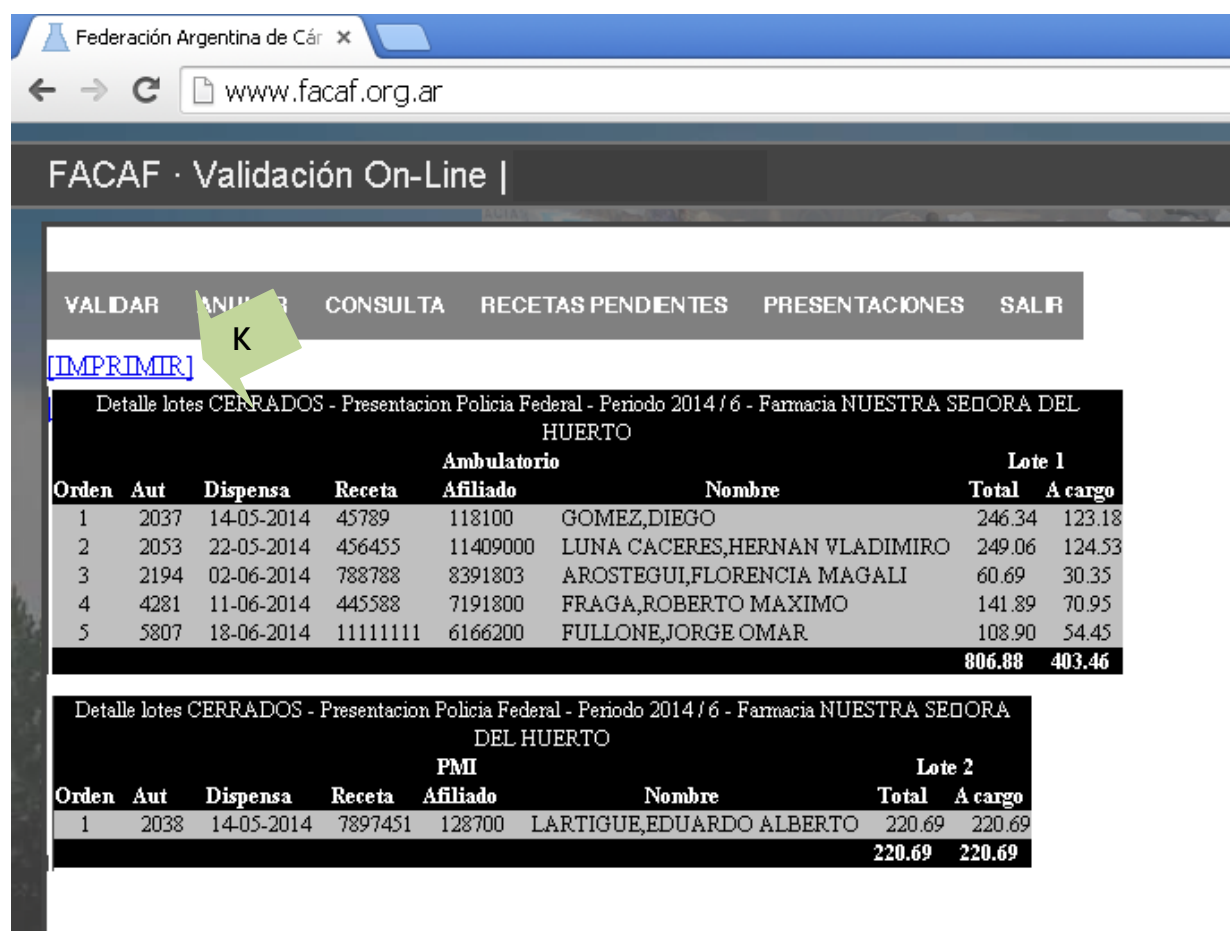 Federación Argentina de Cár
www.facaf.org.ar
FACAF · Validación On-Line |
VALIDAR CONSULTA RECETAS PENDIENTES PRESENTACIONES SALIR
K
[IMPRIMIR]
Detalle lotes CERRADOS - Presentacion Policia Federal - Periodo 2014 / 6 - Farmacia NUESTRA SE□ORA DEL
HUERTO
Ambulatorio Lote 1
Orden Aut Dispensa Receta Afiliado Nombre Total A cargo
1 2037 14-05-2014 45789 118100 GOMEZ,DIEGO 246.34 123.18
2 2053 22-05-2014 456455 11409000 LUNA CACERES,HERNAN VLADIMIRO 249.06 124.53
3 2194 02-06-2014 788788 8391803 AROSTEGUI,FLORENCIA MAGALI 60.69 30.35
4 4281 11-06-2014 445588 7191800 FRAGA,ROBERTO MAXIMO 141.89 70.95
5 5807 18-06-2014 11111111 6166200 FULLONE,JORGE OMAR 108.90 54.45
806.88 403.46
Detalle lotes CERRADOS - Presentacion Policia Federal - Periodo 2014 / 6 - Farmacia NUESTRA SE□ORA
DEL HUERTO
PMI Lote 2
Orden Aut Dispensa Receta Afiliado Nombre Total A cargo
1 2038 14-05-2014 7897451 128700 LARTIGUE,EDUARDO ALBERTO 220.69 220.69
220.69 220.69